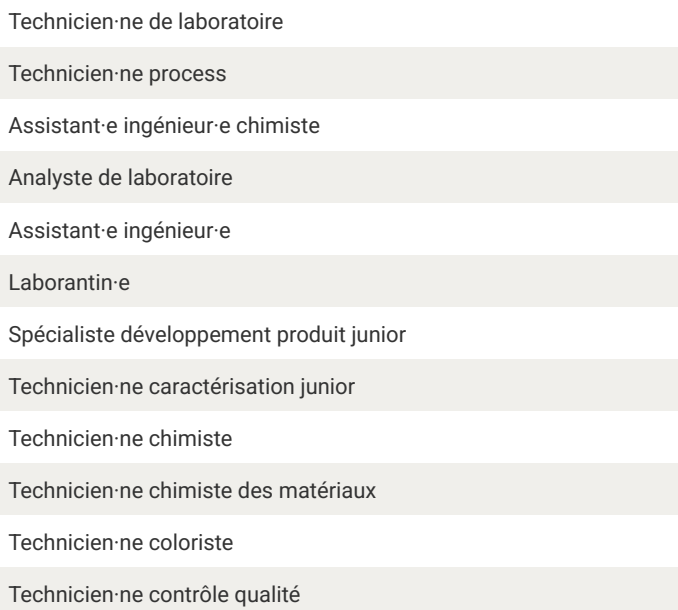 Technicien·ne de laboratoire
Technicien·ne process
Assistant·e ingénieur·e chimiste
Analyste de laboratoire
Assistant·e ingénieur·e
Laborantin·e
Spécialiste développement produit junior
Technicien·ne caractérisation junior
Technicien·ne chimiste
Technicien·ne chimiste des matériaux
Technicien·ne coloriste
Technicien·ne contrôle qualité